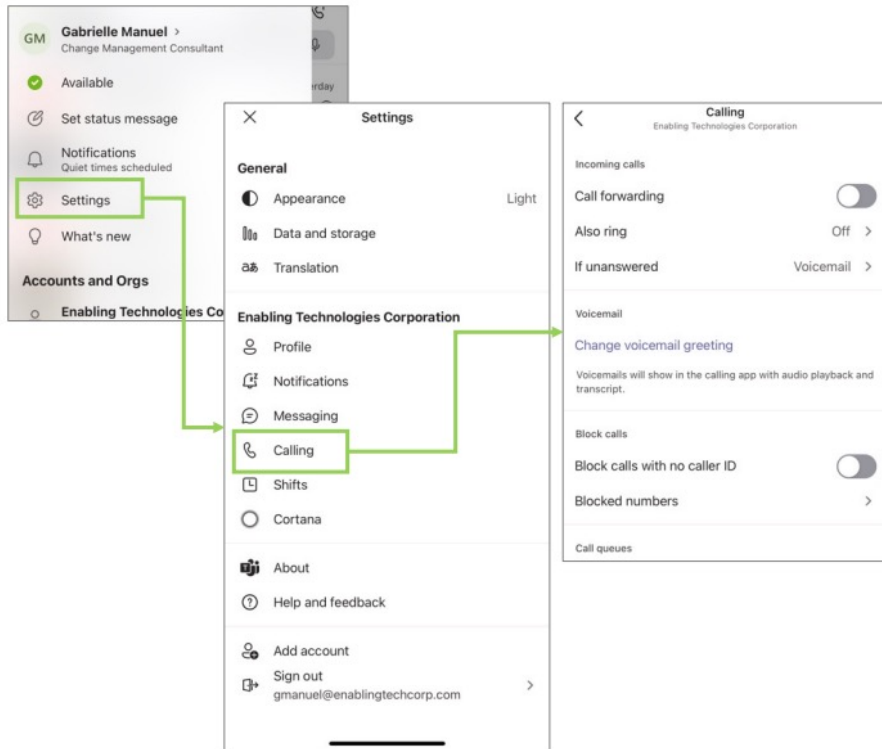 GM
Gabrielle Manuel >
Change Management Consultant
Available
Set status message
Notifications
Quiet times scheduled
Settings
What's new
Accounts and Orgs
Enabling Technologies Co
erday
Settings
General
Appearance Light
Data and storage
Translation
Enabling Technologies Corporation
Profile
Notifications
Messaging
Calling
Shifts
Cortana
About
Help and feedback
Add account
Sign out
gmanuel@enablingtechcorp.com
Calling
Enabling Technologies Corporation
Incoming calls
Call forwarding
Also ring Off >
If unanswered Voicemail >
Voicemail
Change voicemail greeting
Voicemails will show in the calling app with audio playback and
transcript.
Block calls
Block calls with no caller ID
Blocked numbers
Call queues